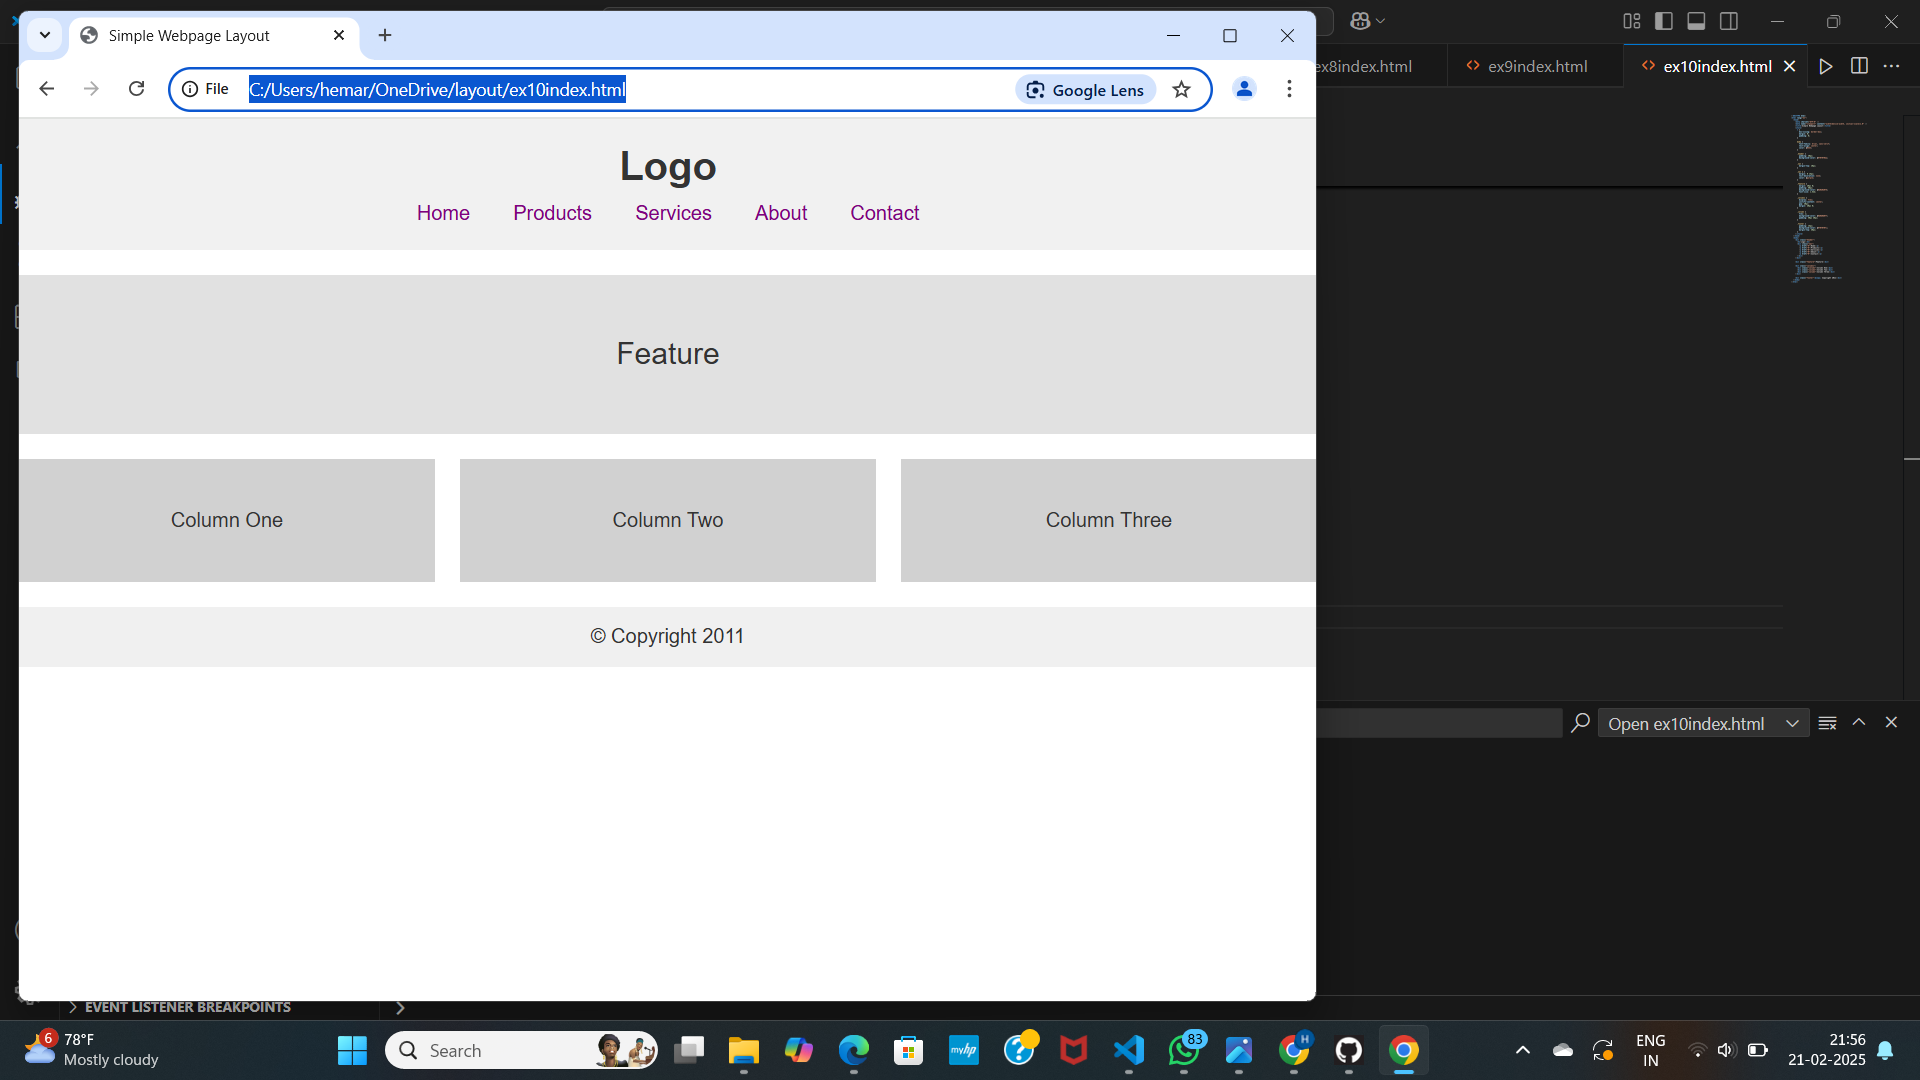 Simple Webpage Layout
File
C:/Users/hemar/OneDrive/layout/ex10index.html
Google Lens
ex8index.html
ex9index.html
ex10index.html
Logo
Home Products Services About Contact
Feature
Column One
Column Two
Column Three
© Copyright 2011
Open ex10index.html
EVENT LISTENER BREAKPOINTS
6
78°F
Mostly cloudy
Search
myhp
83
H
ENG
IN
21:56
21-02-2025